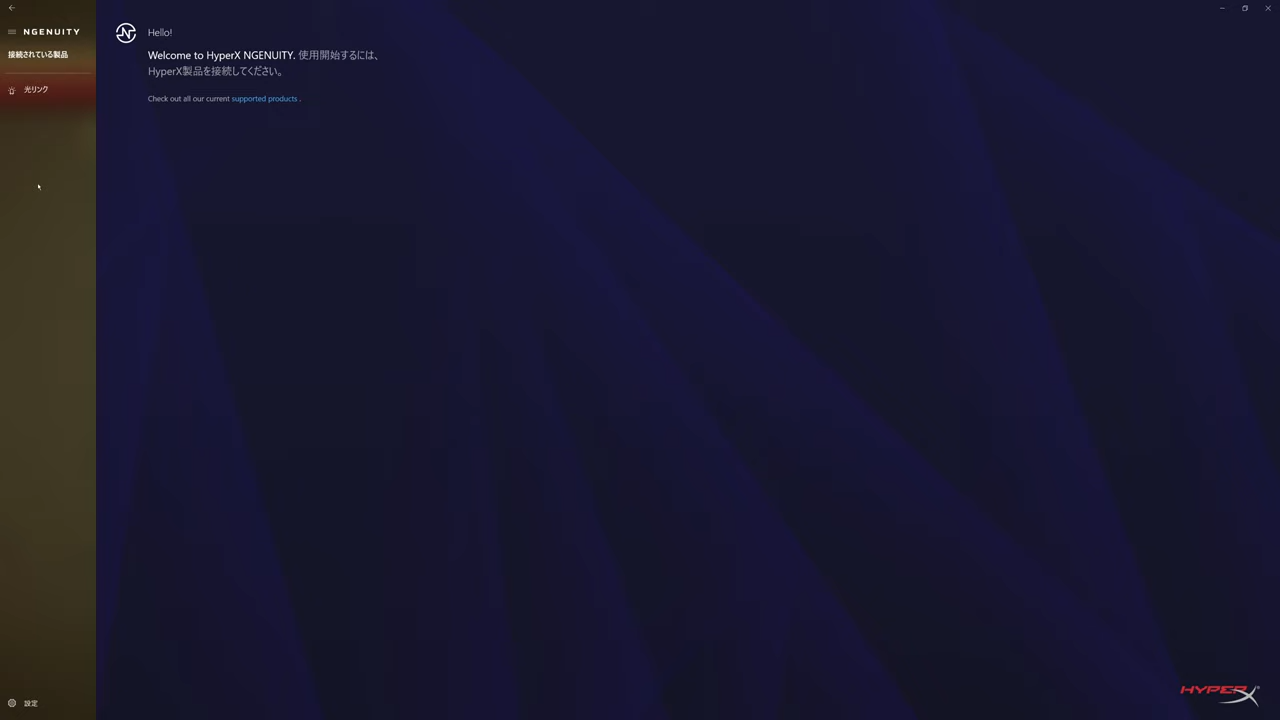 NGENUITY
接続されている製品
光リンク
Hello!
Welcome to HyperX NGENUITY. 使用開始するには、
HyperX製品を接続してください。
Check out all our current supported products .
設定
HYPERX